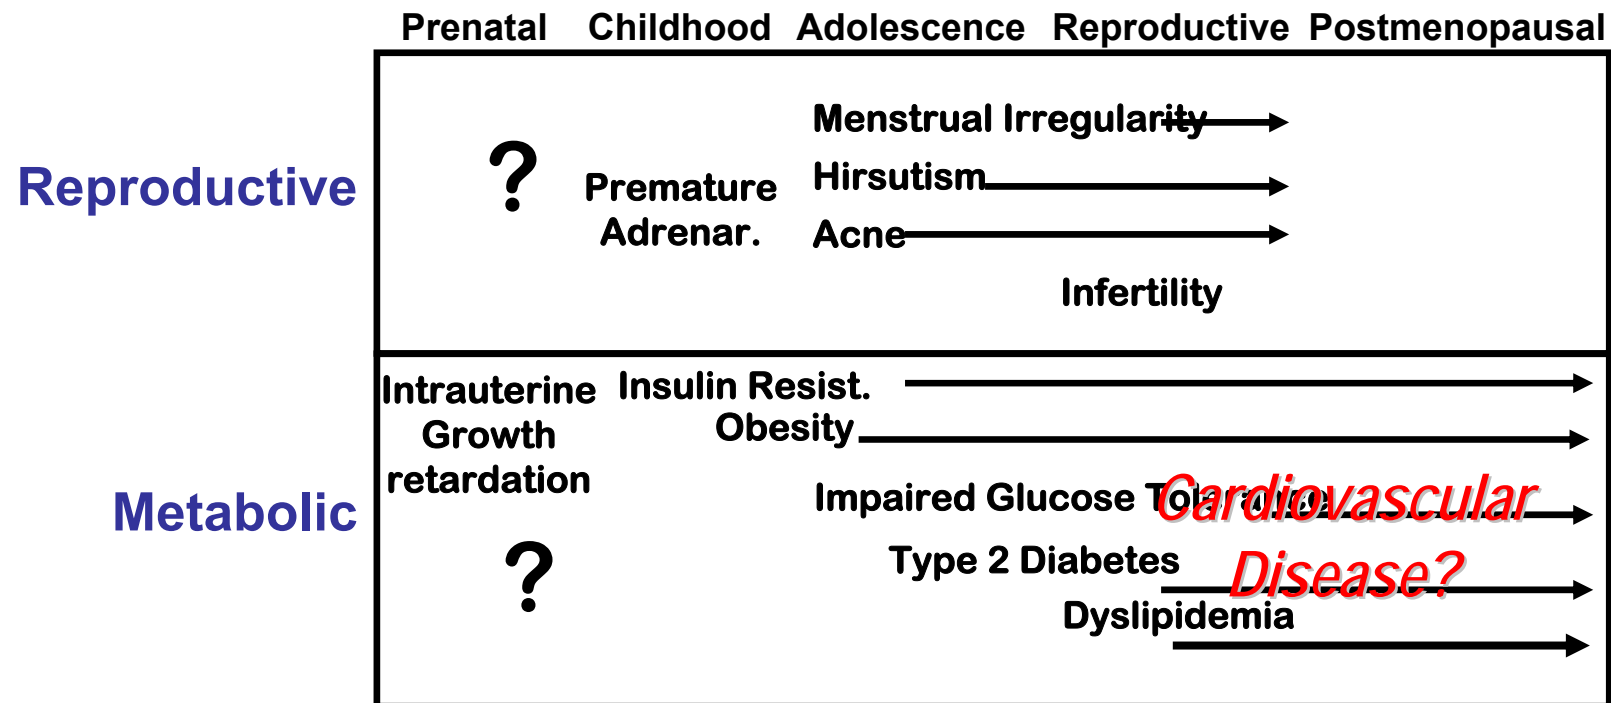 Prenatal Childhood Adolescence Reproductive Postmenopausal
Reproductive
?
Premature
Adrenar.
Menstrual Irregularity
Hirsutism
Acne
Infertility
Metabolic
Intrauterine
Growth
retardation
?
Insulin Resist.
Obesity
Impaired Glucose Tolerance
Type 2 Diabetes
Dyslipidemia
Cardiovascular
Disease?